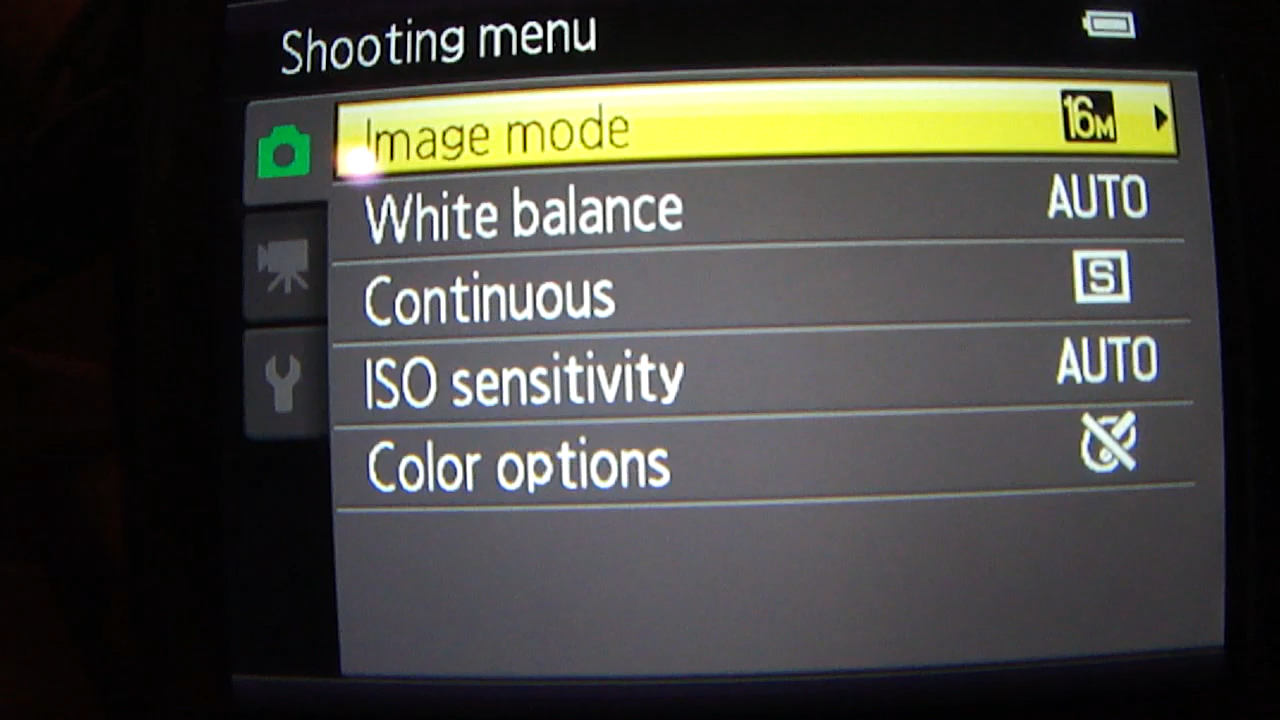 Shooting menu
Image mode 16M
White balance AUTO
Continuous S
ISO sensitivity AUTO
Color options